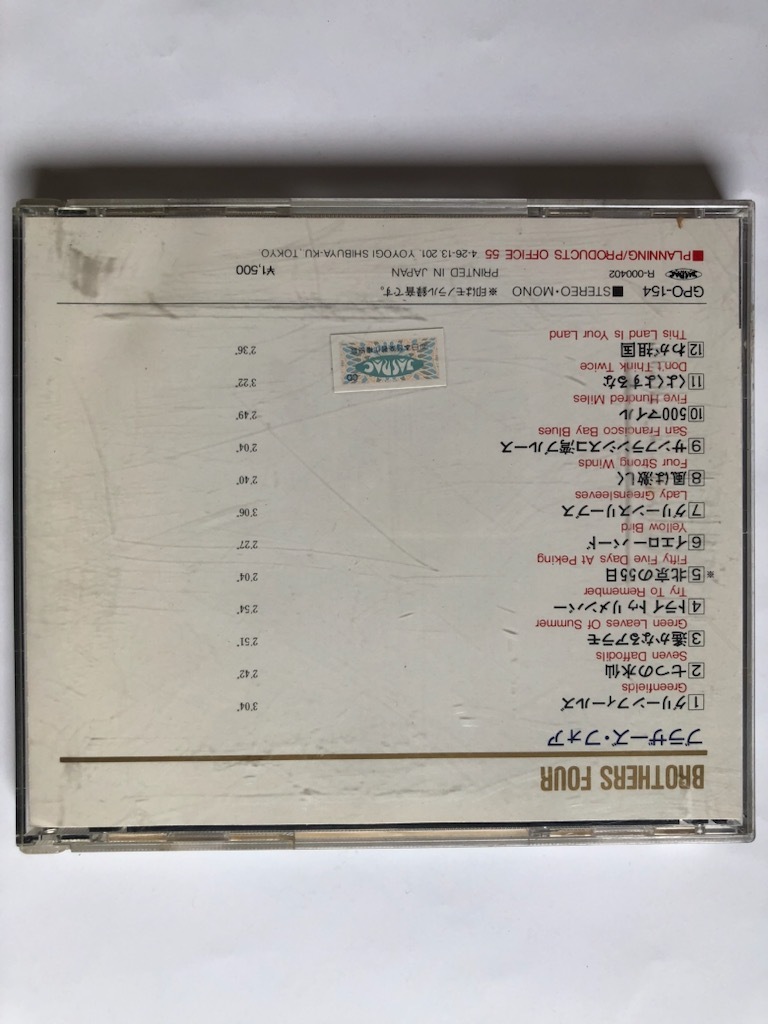 BROTHERS FOUR
ブラザーズ・フォア
1 グリーンフィールズ 3'04"
Greenfields
2 七つの水仙 2'42"
Seven Daffodils
3 遙かなるアラモ 2'51"
Green Leaves Of Summer
4 トライ トゥ リメンバー 2'54"
Try To Remember
※5 北京の55日 2'04"
Fifty Five Days At Peking
6 イエローバード 2'27"
Yellow Bird
7 グリーンスリーブス 3'06"
Lady Greensleeves
8 風は激しく 2'40"
Four Strong Winds
9 サンフランシスコ湾ブルース 2'04"
San Francisco Bay Blues
10 500マイル 2'49"
Five Hundred Miles
11 くよくよするな 3'22"
Don't Think Twice
12 わが祖国 2'36"
This Land Is Your Land
JASRAC
GPO-154 ■STEREO・MONO ※印はモノラル録音です。
JASRAC R-000402 PRINTED IN JAPAN ¥1,500
■PLANNING/PRODUCTS OFFICE 55 4-26-13 201, YOYOGI SHIBUYA-KU, TOKYO.